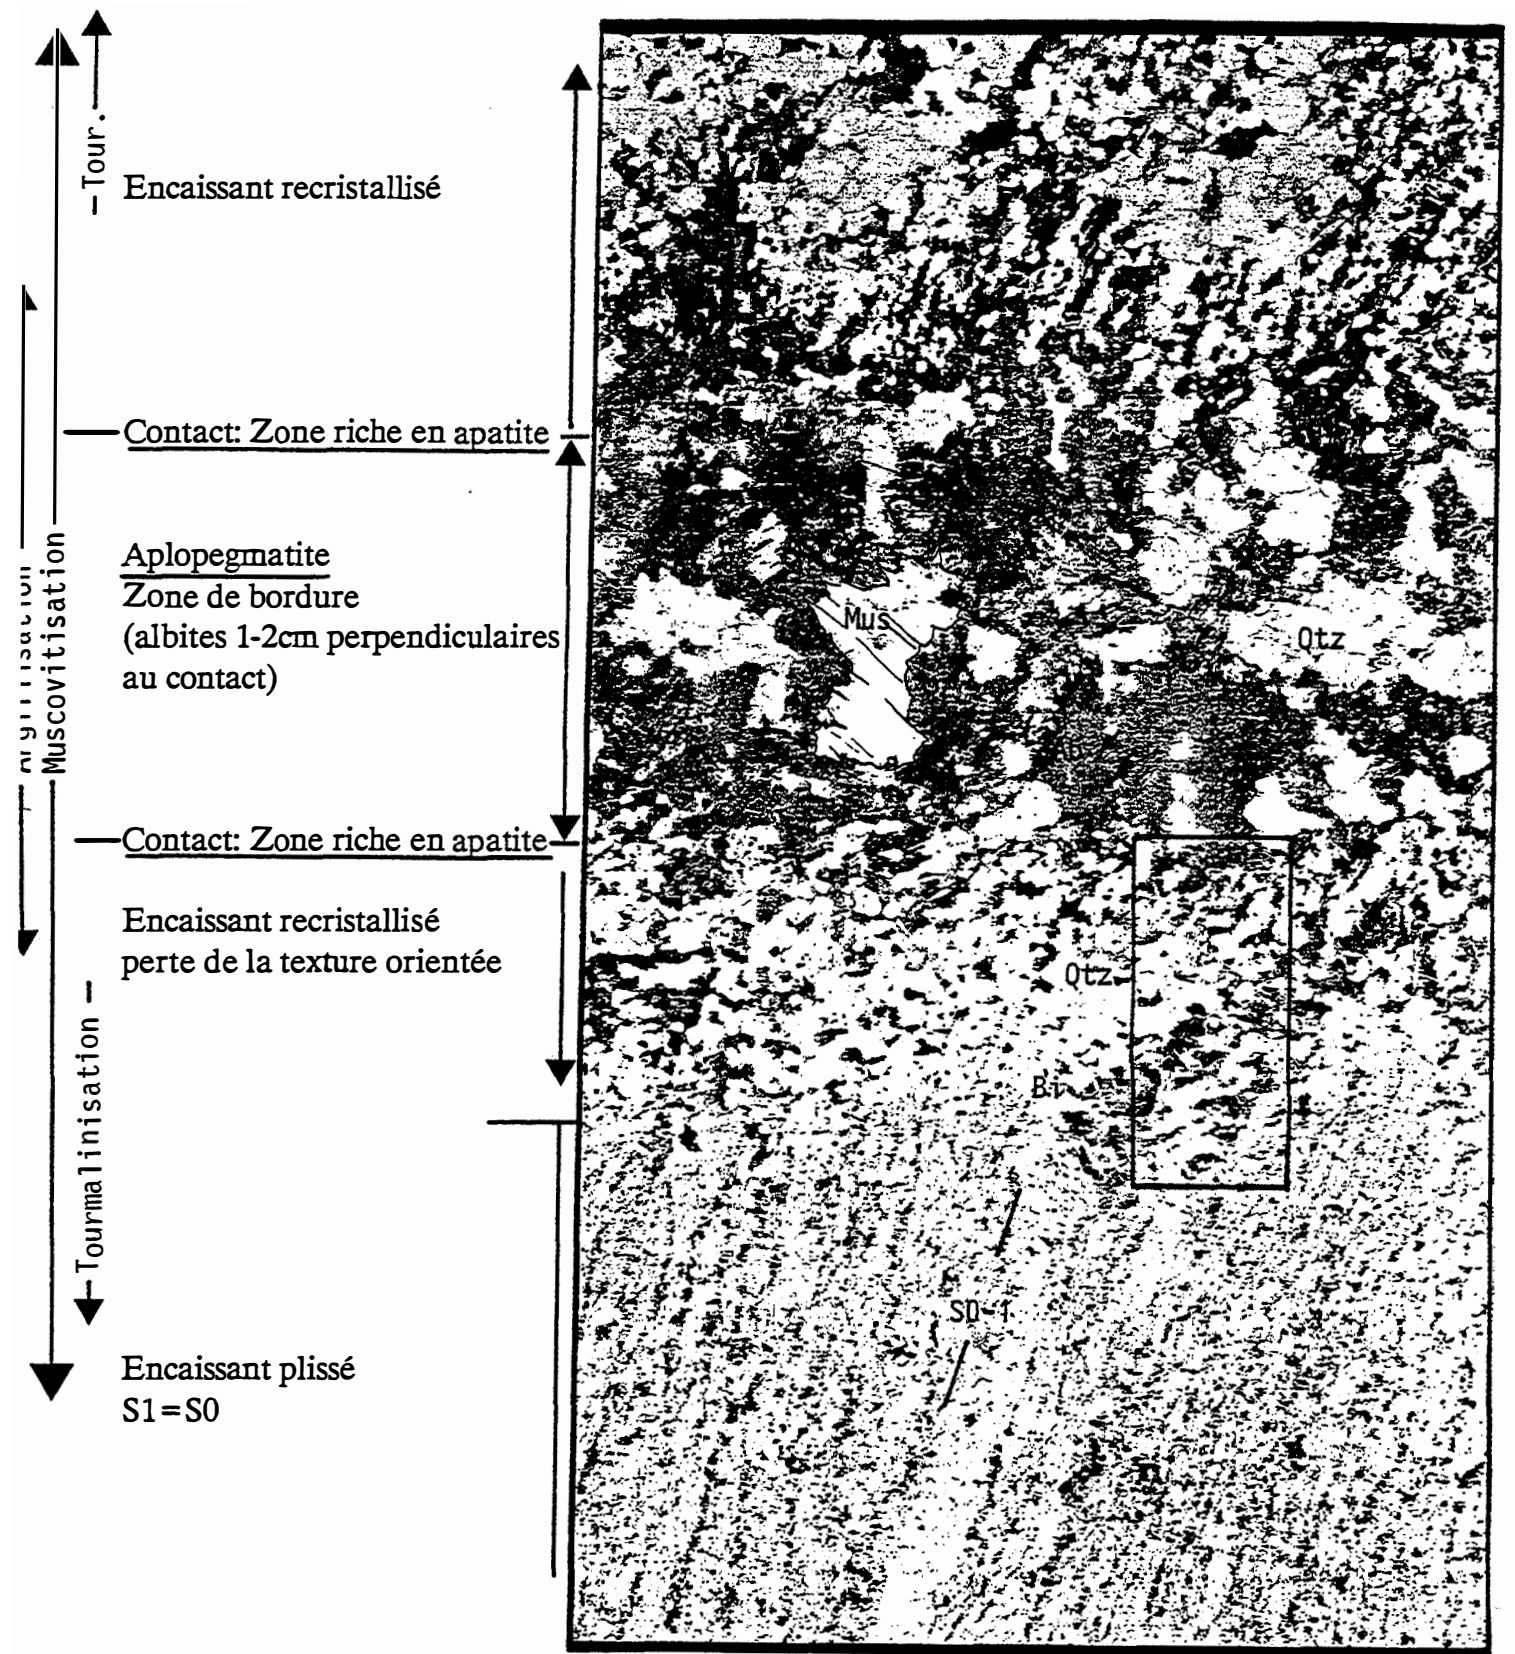 — Tour. —
Encaissant recristallisé
Contact: Zone riche en apatite
Muscovitisation
Aplopegmatite
Zone de bordure
(albites 1-2cm perpendiculaires
au contact)
Mus
Qtz
Contact: Zone riche en apatite
Encaissant recristallisé
perte de la texture orientée
Qtz
Bi
— Tourmalinisation —
Encaissant plissé
S1=S0